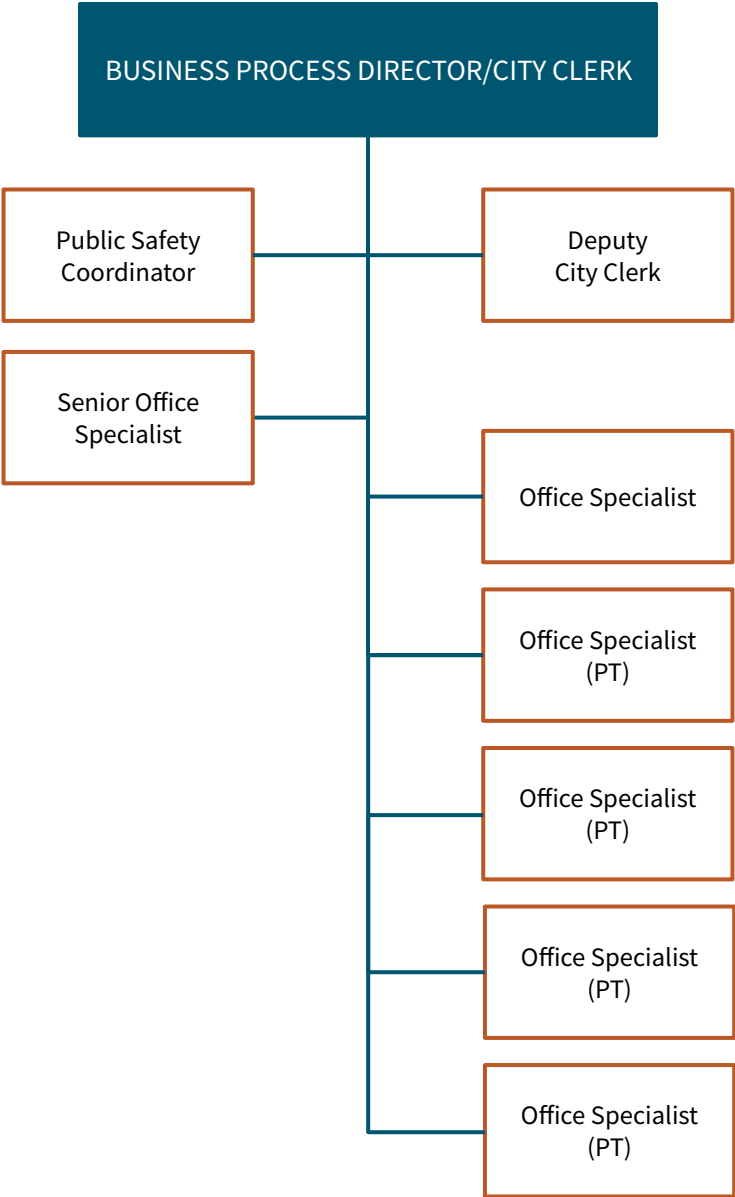 BUSINESS PROCESS DIRECTOR/CITY CLERK
Public Safety
Coordinator
Deputy
City Clerk
Senior Office
Specialist
Office Specialist
Office Specialist
(PT)
Office Specialist
(PT)
Office Specialist
(PT)
Office Specialist
(PT)